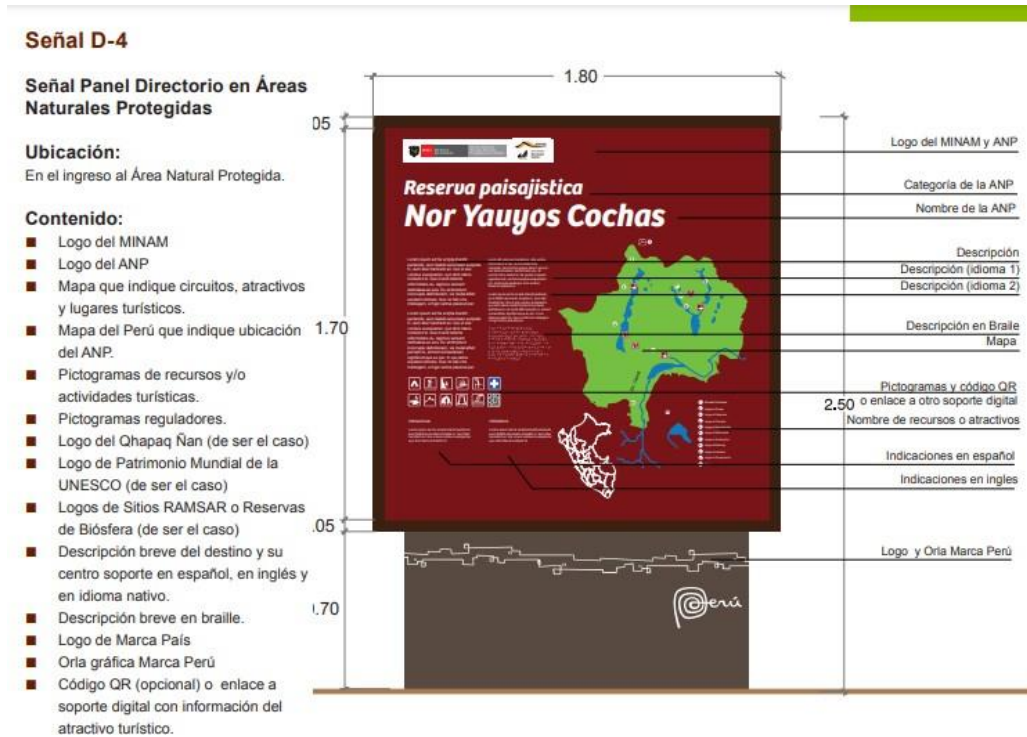 Señal D-4
Señal Panel Directorio en Áreas
Naturales Protegidas
Ubicación:
En el ingreso al Área Natural Protegida.
Contenido:
Logo del MINAM
Logo del ANP
Mapa que indique circuitos, atractivos
y lugares turísticos.
Mapa del Perú que indique ubicación
del ANP.
Pictogramas de recursos y/o
actividades turísticas.
Pictogramas reguladores.
Logo del Qhapaq Ñan (de ser el caso)
Logo de Patrimonio Mundial de la
UNESCO (de ser el caso)
Logos de Sitios RAMSAR o Reservas
de Biósfera (de ser el caso)
Descripción breve del destino y su
centro soporte en español, en inglés y
en idioma nativo.
Descripción breve en braille.
Logo de Marca País
Orla gráfica Marca Perú
Código QR (opcional) o enlace a
soporte digital con información del
atractivo turístico.
1.80
05
1.70
.05
.70
2.50
Reserva paisajistica
Nor Yauyos Cochas
Perú
Logo del MINAM y ANP
Categoría de la ANP
Nombre de la ANP
Descripción
Descripción (idioma 1)
Descripción (idioma 2)
Descripción en Braile
Mapa
Pictogramas y código QR
o enlace a otro soporte digital
Nombre de recursos o atractivos
Indicaciones en español
Indicaciones en ingles
Logo y Orla Marca Perú